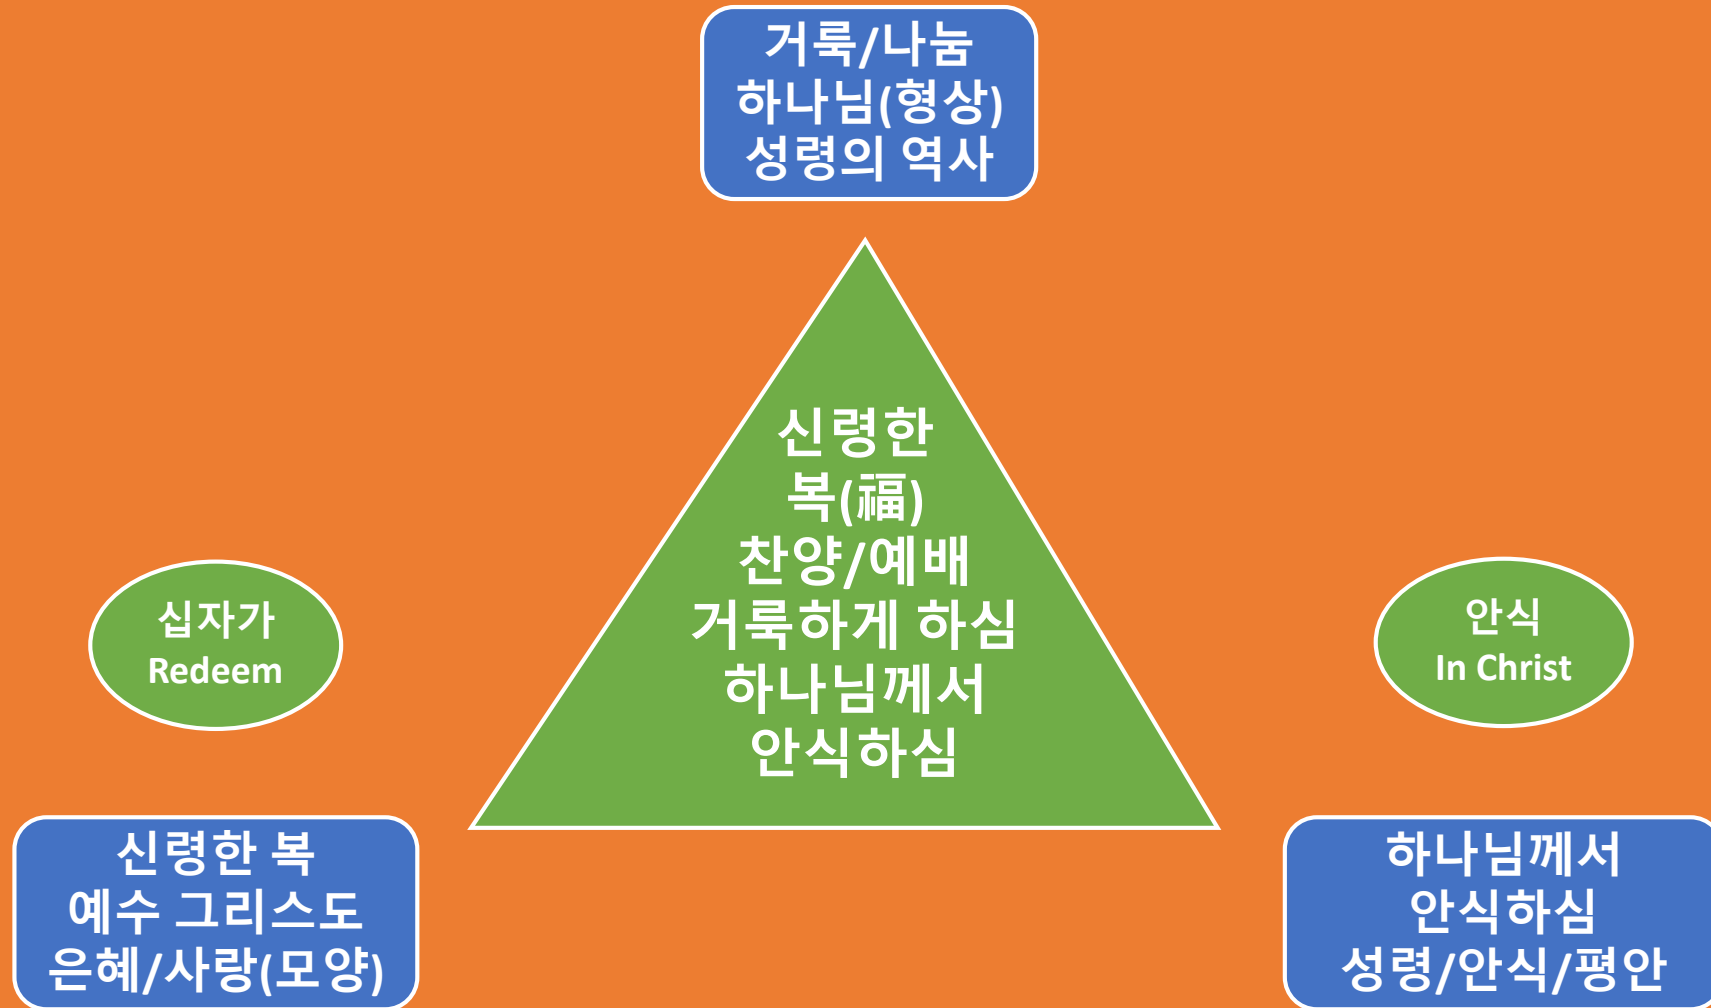 거룩/나눔
하나님(형상)
성령의 역사
신령한
복(福)
찬양/예배
거룩하게 하심
하나님께서
안식하심
십자가
Redeem
안식
In Christ
신령한 복
예수 그리스도
은혜/사랑(모양)
하나님께서
안식하심
성령/안식/평안